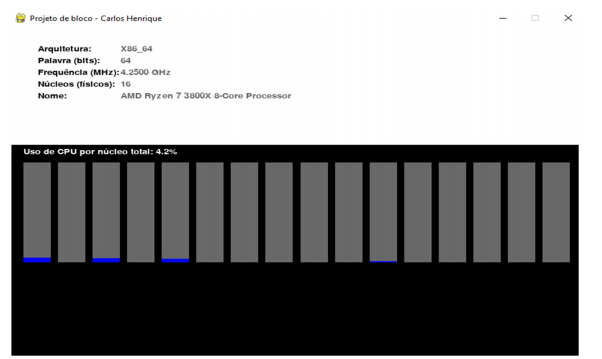 Projeto de bloco - Carlos Henrique
Arquitetura: X86_64
Palavra (bits): 64
Frequência (MHz): 4.2500 GHz
Núcleos (físicos): 16
Nome: AMD Ryzen 7 3800X 8-Core Processor
Uso de CPU por núcleo total: 4.2%